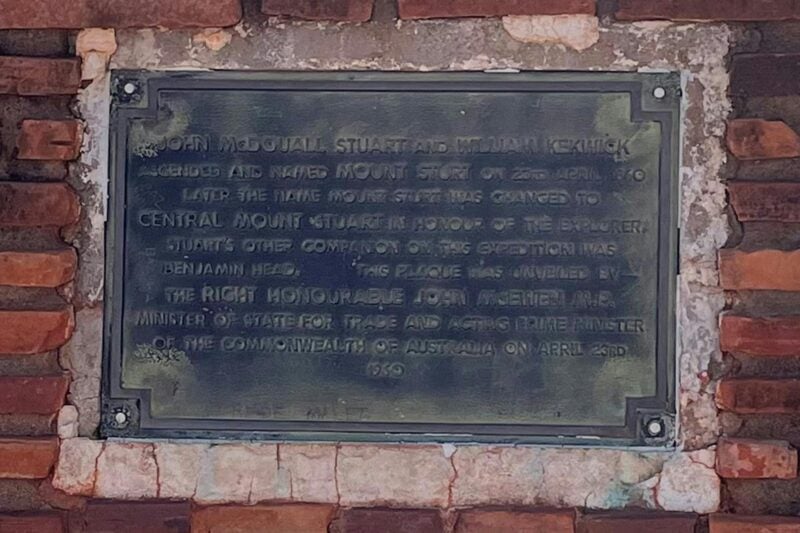 JOHN McDOUALL STUART AND WILLIAM KEKWICK
ASCENDED AND NAMED MOUNT STURT ON 23RD APRIL 1860
LATER THE NAME MOUNT STURT WAS CHANGED TO
CENTRAL MOUNT STUART IN HONOUR OF THE EXPLORER.
STUART'S OTHER COMPANION ON THIS EXPEDITION WAS
BENJAMIN HEAD. THIS PLAQUE WAS UNVEILED BY
THE RIGHT HONOURABLE JOHN McEWEN M.P.
MINISTER OF STATE FOR TRADE AND ACTING PRIME MINISTER
OF THE COMMONWEALTH OF AUSTRALIA ON APRIL 23RD
1960